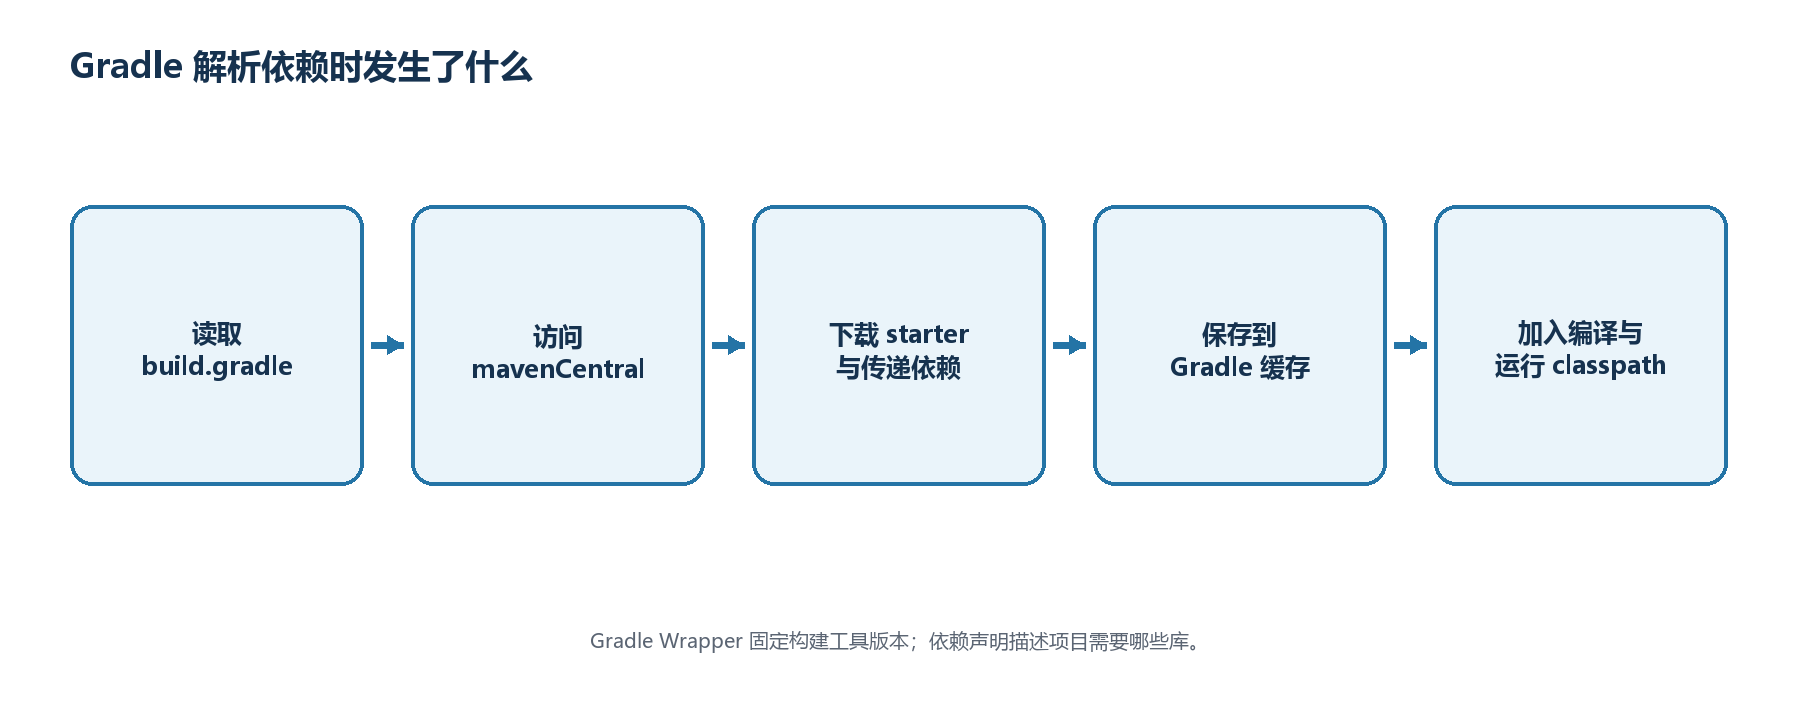 Gradle 解析依赖时发生了什么
读取
build.gradle
访问
mavenCentral
下载 starter
与传递依赖
保存到
Gradle 缓存
加入编译与
运行 classpath
Gradle Wrapper 固定构建工具版本；依赖声明描述项目需要哪些库。